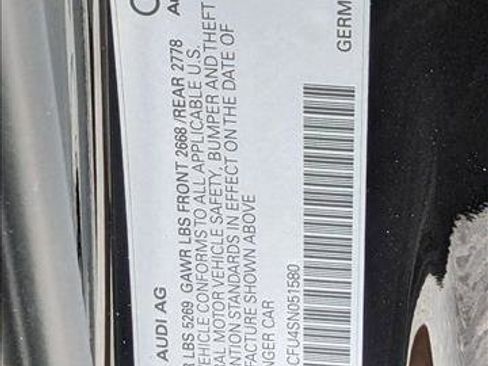 AUDI AG
LBS 5269 GAWR LBS FRONT 2668 /REAR 2778
VEHICLE CONFORMS TO ALL APPLICABLE U.S.
AL MOTOR VEHICLE SAFETY, BUMPER AND THEFT
NTION STANDARDS IN EFFECT ON THE DATE OF
FACTURE SHOWN ABOVE
NGER CAR
CFU4SN051580
GERM